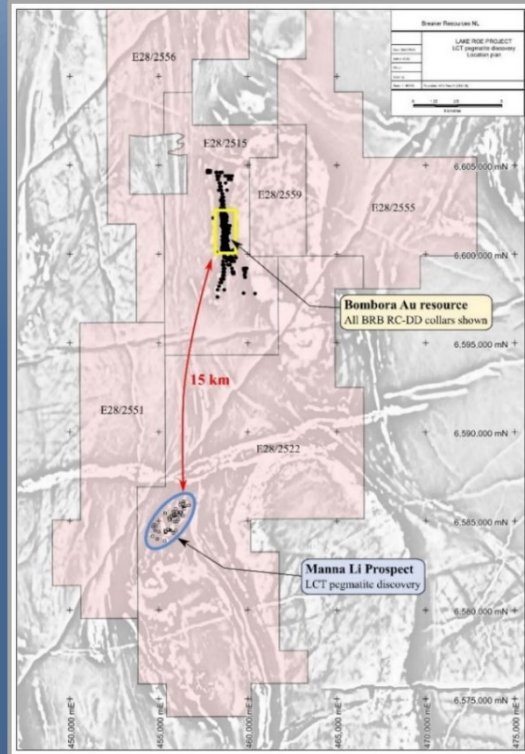 Breaker Resources NL
LAKE ROE PROJECT
LCT pegmatite discovery
Location plan
E28/2556
E28/2515
E28/2559
E28/2555
6,605,000 mN
6,600,000 mN
Bombora Au resource
All BRB RC-DD collars shown
6,595,000 mN
15 km
E28/2551
E28/2522
6,590,000 mN
6,585,000 mN
Manna Li Prospect
LCT pegmatite discovery
6,580,000 mN
6,575,000 mN
450,000 mE
455,000 mE
460,000 mE
465,000 mE
470,000 mE